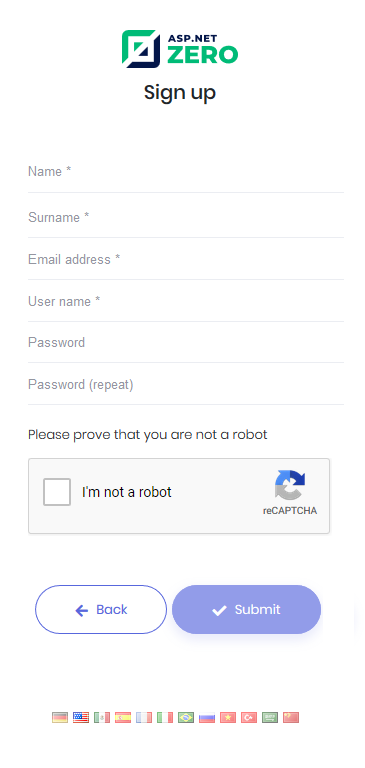 ASP.NET
ZERO
Sign up
Name *
Surname *
Email address *
User name *
Password
Password (repeat)
Please prove that you are not a robot
I'm not a robot
reCAPTCHA
Back
Submit